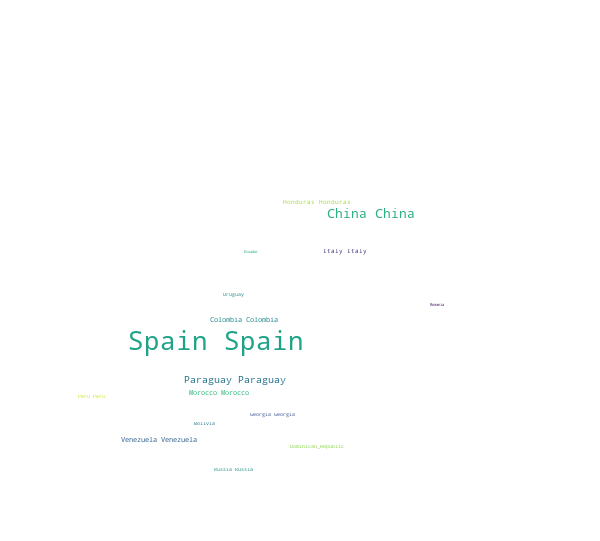 Honduras Honduras
China China
Italy Italy
Ecuador
Uruguay
Colombia Colombia
Spain Spain
Paraguay Paraguay
Morocco Morocco
Peru Peru
Georgia Georgia
Bolivia
Venezuela Venezuela
Dominican_Republic
Russia Russia